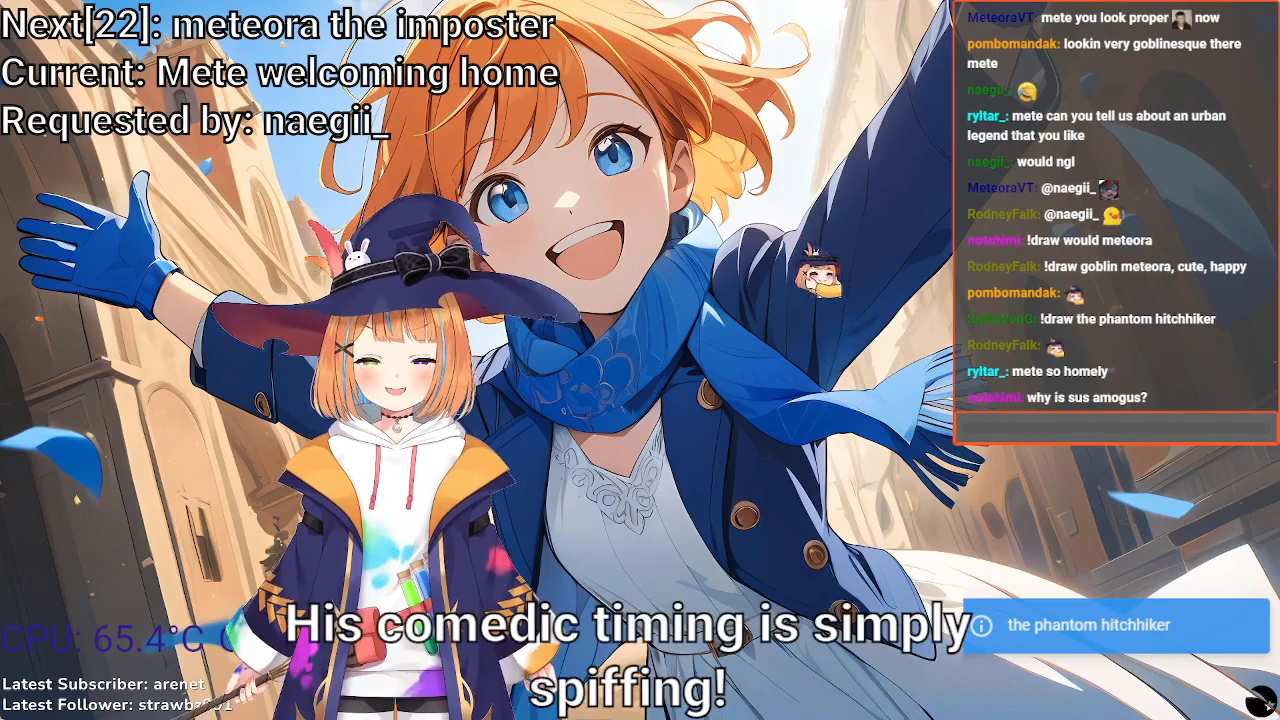 Next[22]: meteora the imposter
Current: Mete welcoming home
Requested by: naegii_
MeteoraVT: mete you look proper now
pombomandak: lookin very goblinesque there
mete
naegii_:
ryltar_: mete can you tell us about an urban
legend that you like
naegii_: would ngl
MeteoraVT: @naegii_
RodneyFalk: @naegii_
notohimi: !draw would meteora
RodneyFalk: !draw goblin meteora, cute, happy
pombomandak:
!draw the phantom hitchhiker
RodneyFalk:
ryltar_: mete so homely
notohimi: why is sus amogus?
His comedic timing is simply
spiffing!
the phantom hitchhiker
CPU: 65.4°C
Latest Subscriber: arenet
Latest Follower: